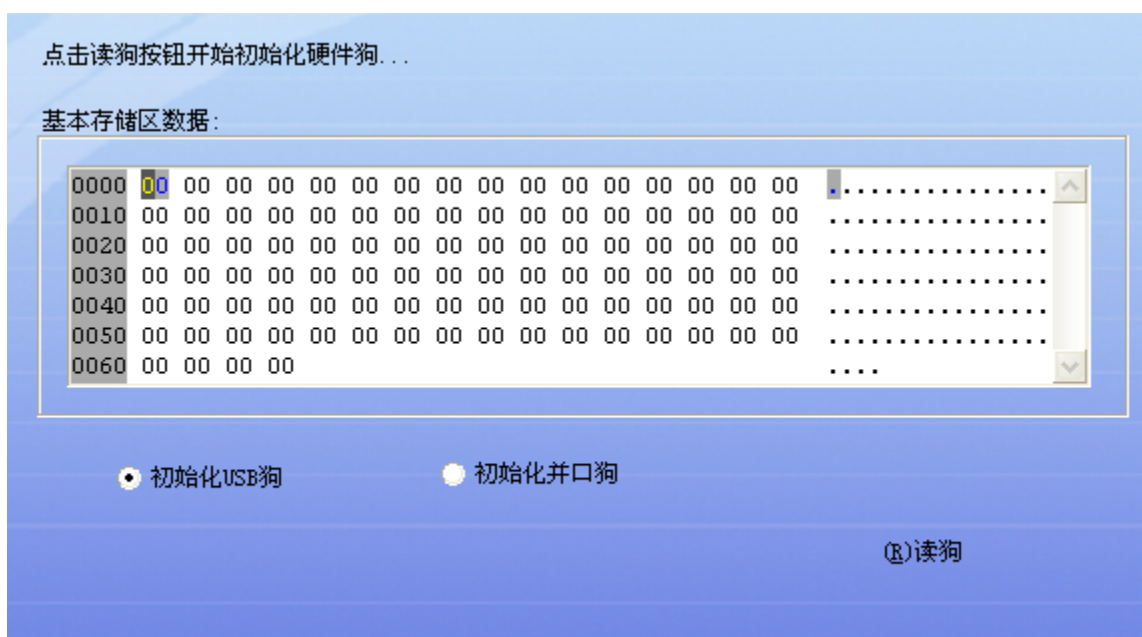 点击读狗按钮开始初始化硬件狗...
基本存储区数据:
0000 00 00 00 00 00 00 00 00 00 00 00 00 00 00 00 00 ................
0010 00 00 00 00 00 00 00 00 00 00 00 00 00 00 00 00 ................
0020 00 00 00 00 00 00 00 00 00 00 00 00 00 00 00 00 ................
0030 00 00 00 00 00 00 00 00 00 00 00 00 00 00 00 00 ................
0040 00 00 00 00 00 00 00 00 00 00 00 00 00 00 00 00 ................
0050 00 00 00 00 00 00 00 00 00 00 00 00 00 00 00 00 ................
0060 00 00 00 00 ....
初始化USB狗 初始化并口狗
(R)读狗